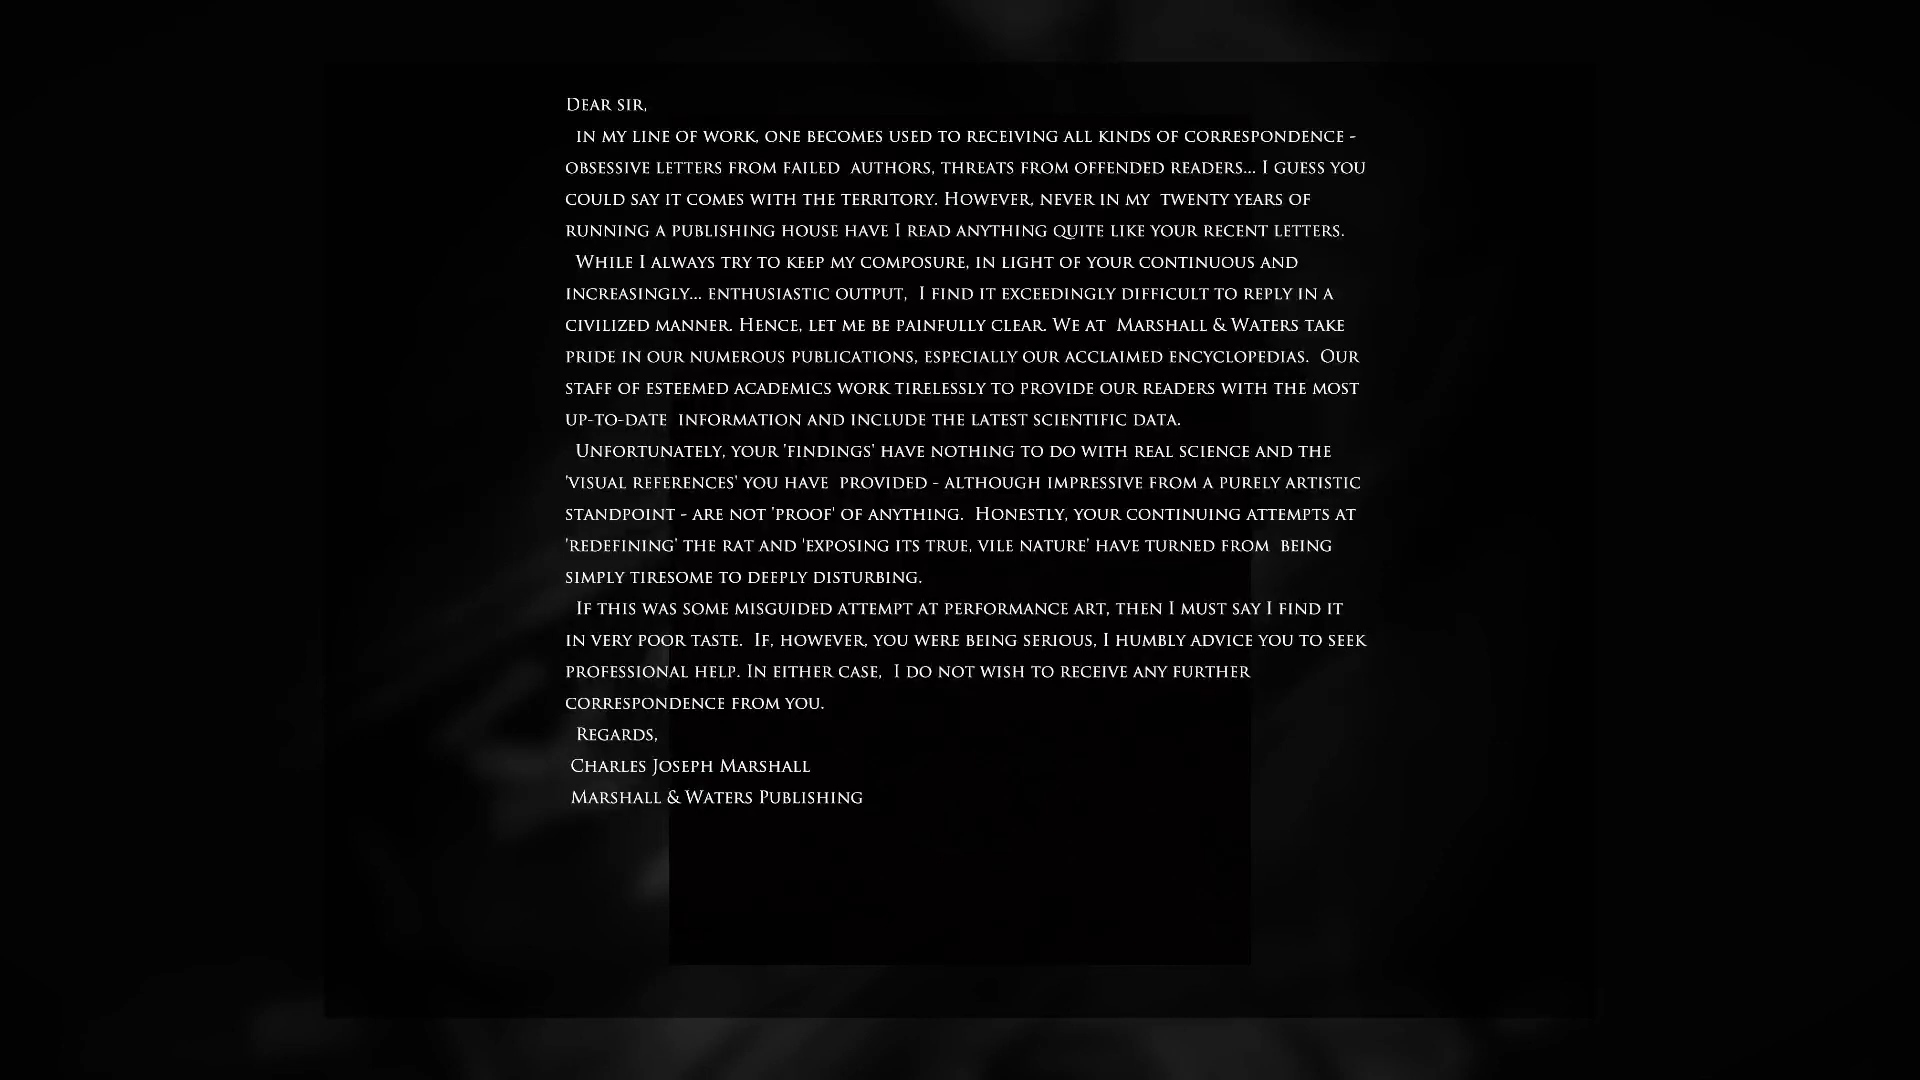 Dear sir,
in my line of work, one becomes used to receiving all kinds of correspondence -
obsessive letters from failed authors, threats from offended readers... I guess you
could say it comes with the territory. However, never in my twenty years of
running a publishing house have I read anything quite like your recent letters.
While I always try to keep my composure, in light of your continuous and
increasingly... enthusiastic output, I find it exceedingly difficult to reply in a
civilized manner. Hence, let me be painfully clear. We at Marshall & Waters take
pride in our numerous publications, especially our acclaimed encyclopedias. Our
staff of esteemed academics work tirelessly to provide our readers with the most
up-to-date information and include the latest scientific data.
Unfortunately, your 'findings' have nothing to do with real science and the
'visual references' you have provided - although impressive from a purely artistic
standpoint - are not 'proof' of anything. Honestly, your continuing attempts at
'redefining' the rat and 'exposing its true, vile nature' have turned from being
simply tiresome to deeply disturbing.
If this was some misguided attempt at performance art, then I must say I find it
in very poor taste. If, however, you were being serious, I humbly advice you to seek
professional help. In either case, I do not wish to receive any further
correspondence from you.
Regards,
Charles Joseph Marshall
Marshall & Waters Publishing